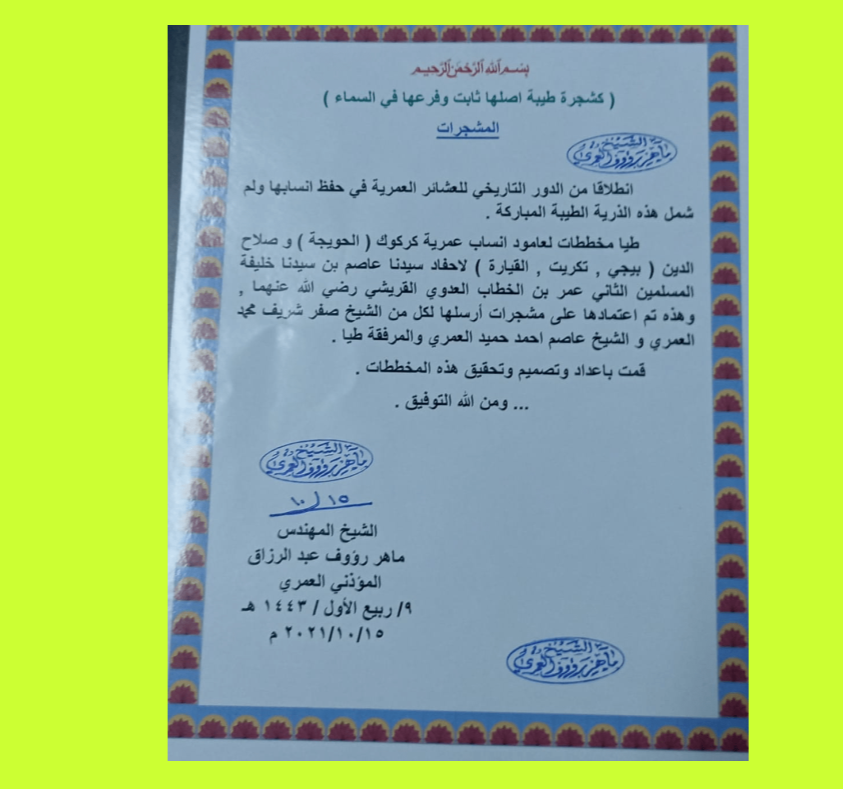 بسم الله الرحمن الرحيم
( كشجرة طيبة اصلها ثابت وفرعها في السماء )
المشجرات
الشيخ
ماهر رؤوف العمري
انطلاقا من الدور التاريخي للعشائر العمرية في حفظ انسابها ولم
شمل هذه الذرية الطيبة المباركة .
طيا مخططات لعامود انساب عمرية كركوك ( الحويجة ) و صلاح
الدين ( بيجي , تكريت , القيارة ) لاحفاد سيدنا عاصم بن سيدنا خليفة
المسلمين الثاني عمر بن الخطاب العدوي القريشي رضي الله عنهما ,
وهذه تم اعتمادها على مشجرات أرسلها لكل من الشيخ صفر شريف محمد
العمري و الشيخ عاصم احمد حميد العمري والمرفقة طيا .
قمت باعداد وتصميم وتحقيق هذه المخططات .
... ومن الله التوفيق .
الشيخ
ماهر رؤوف العمري
١٠/١٥
الشيخ المهندس
ماهر رؤوف عبد الرزاق
المؤذني العمري
٩/ ربيع الأول / ١٤٤٣ هـ
٢٠٢١/١٠/١٥ م
الشيخ
ماهر رؤوف العمري